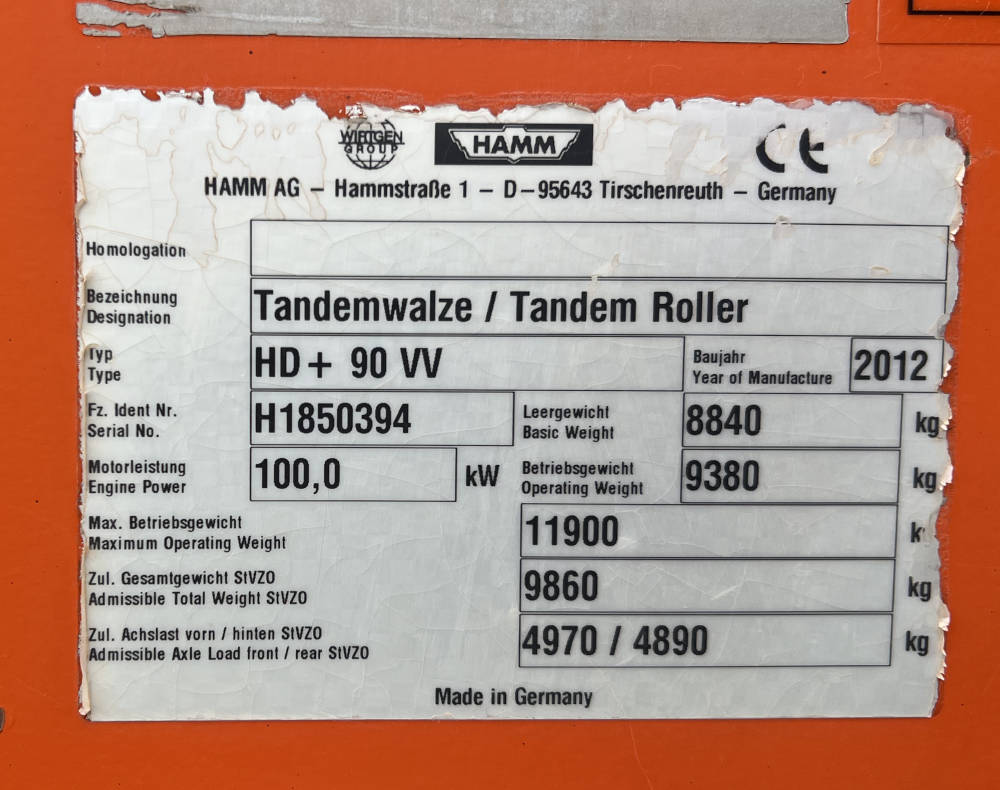 WIRTGEN
GROUP
HAMM
CE
HAMM AG – Hammstraße 1 – D – 95643 Tirschenreuth – Germany
Homologation
Bezeichnung
Designation
Tandemwalze / Tandem Roller
Typ
Type
HD+ 90 VV
Baujahr
Year of Manufacture
2012
Fz. Ident Nr.
Serial No.
H1850394
Leergewicht
Basic Weight
8840 kg
Motorleistung
Engine Power
100,0 kW
Betriebsgewicht
Operating Weight
9380 kg
Max. Betriebsgewicht
Maximum Operating Weight
11900 k
Zul. Gesamtgewicht StVZO
Admissible Total Weight StVZO
9860 kg
Zul. Achslast vorn / hinten StVZO
Admissible Axle Load front / rear StVZO
4970 / 4890 kg
Made in Germany